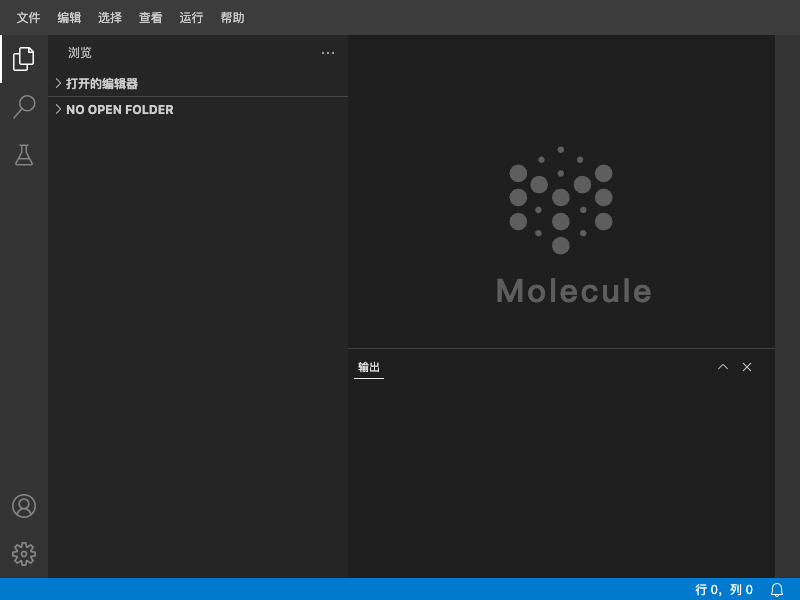 文件 编辑 选择 查看 运行 帮助
浏览
打开的编辑器
NO OPEN FOLDER
Molecule
输出
行 0，列 0